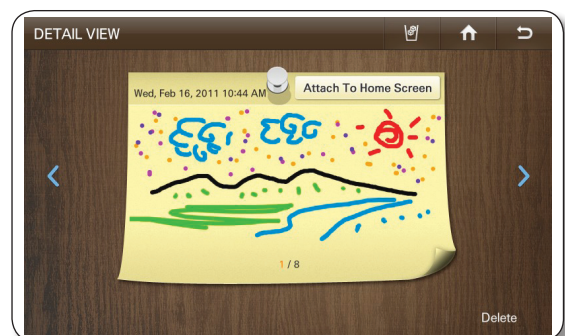 DETAIL VIEW
Wed, Feb 16, 2011 10:44 AM
Attach To Home Screen
1 / 8
Delete